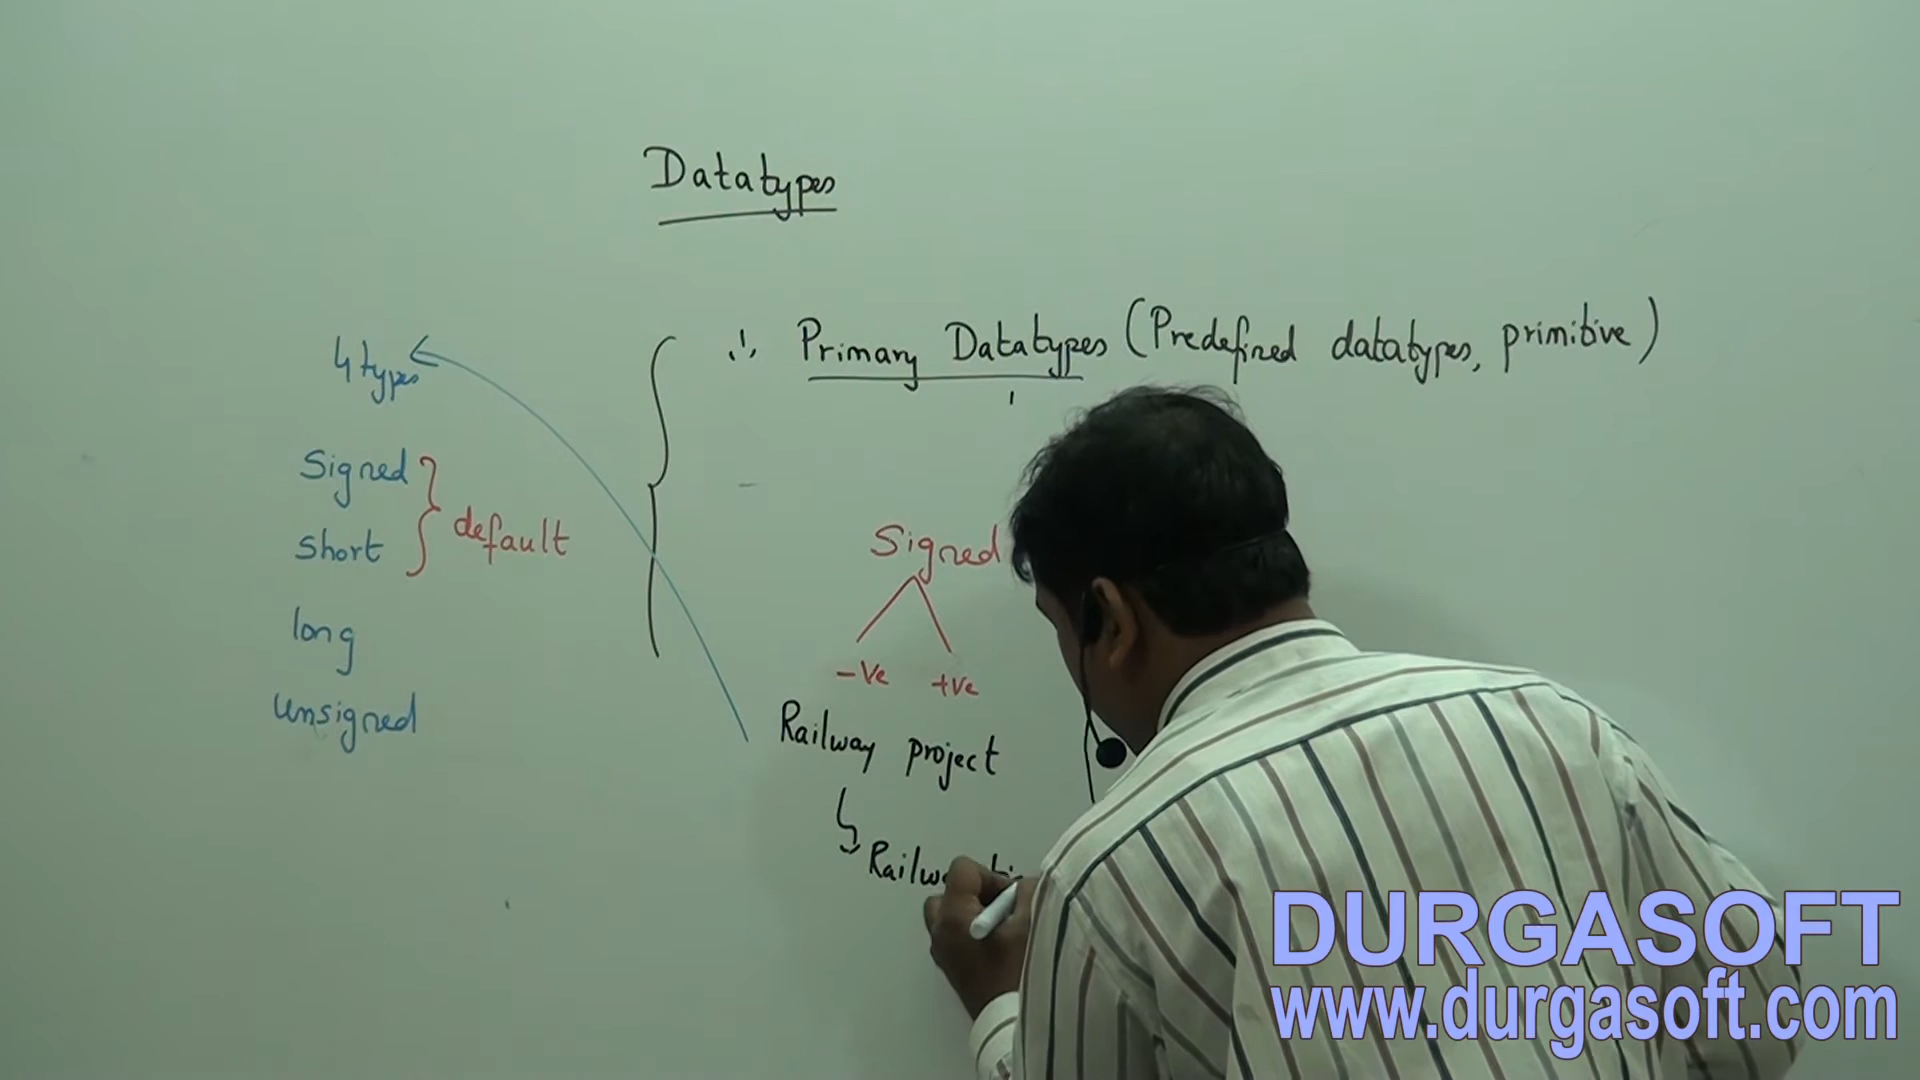 Datatypes
∴ Primary Datatypes (Predefined datatypes, primitive)
4 types
Signed
short
default
long
unsigned
Signed
-ve +ve
Railway project
DURGASOFT
www.durgasoft.com